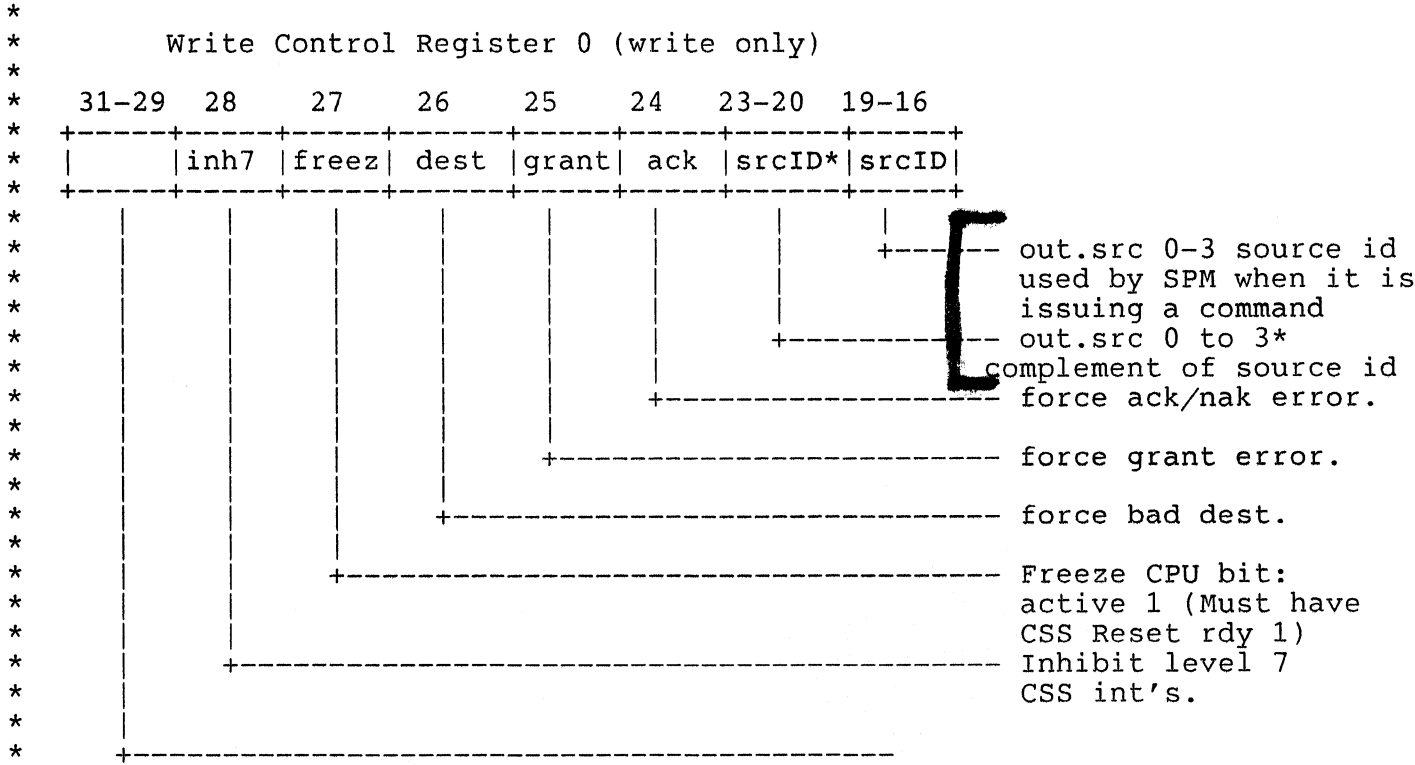 *
* Write Control Register 0 (write only)
*
* 31-29 28 27 26 25 24 23-20 19-16
* +------+------+------+-------+------+------+-------+------+
* | |inh7 |freez| dest |grant| ack |srcID*|srcID|
* +------+------+------+-------+------+------+-------+------+
* | | | | | | | |
* | | | | | | | +------- out.src 0-3 source id
* | | | | | | | used by SPM when it is
* | | | | | | | issuing a command
* | | | | | | +------------- out.src 0 to 3*
* | | | | | | complement of source id
* | | | | | +-------------------- force ack/nak error.
* | | | | |
* | | | | +-------------------------- force grant error.
* | | | |
* | | | +-------------------------------- force bad dest.
* | | |
* | | +-------------------------------------- Freeze CPU bit:
* | | active 1 (Must have
* | | CSS Reset rdy 1)
* | +-------------------------------------------- Inhibit level 7
* | CSS int's.
* |
* +--------------------------------------------